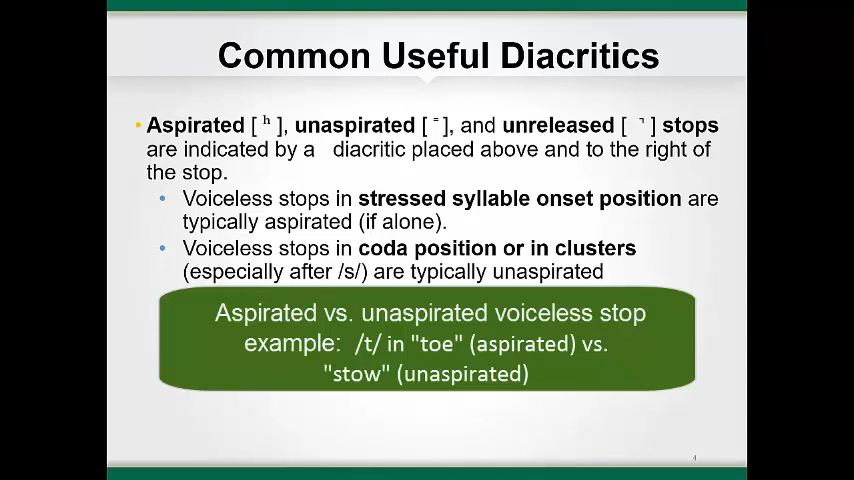 Common Useful Diacritics
• Aspirated [ ʰ ], unaspirated [ ⁼ ], and unreleased [ ̚ ] stops
are indicated by a diacritic placed above and to the right of
the stop.
• Voiceless stops in stressed syllable onset position are
typically aspirated (if alone).
• Voiceless stops in coda position or in clusters
(especially after /s/) are typically unaspirated
Aspirated vs. unaspirated voiceless stop
example: /t/ in "toe" (aspirated) vs.
"stow" (unaspirated)
4